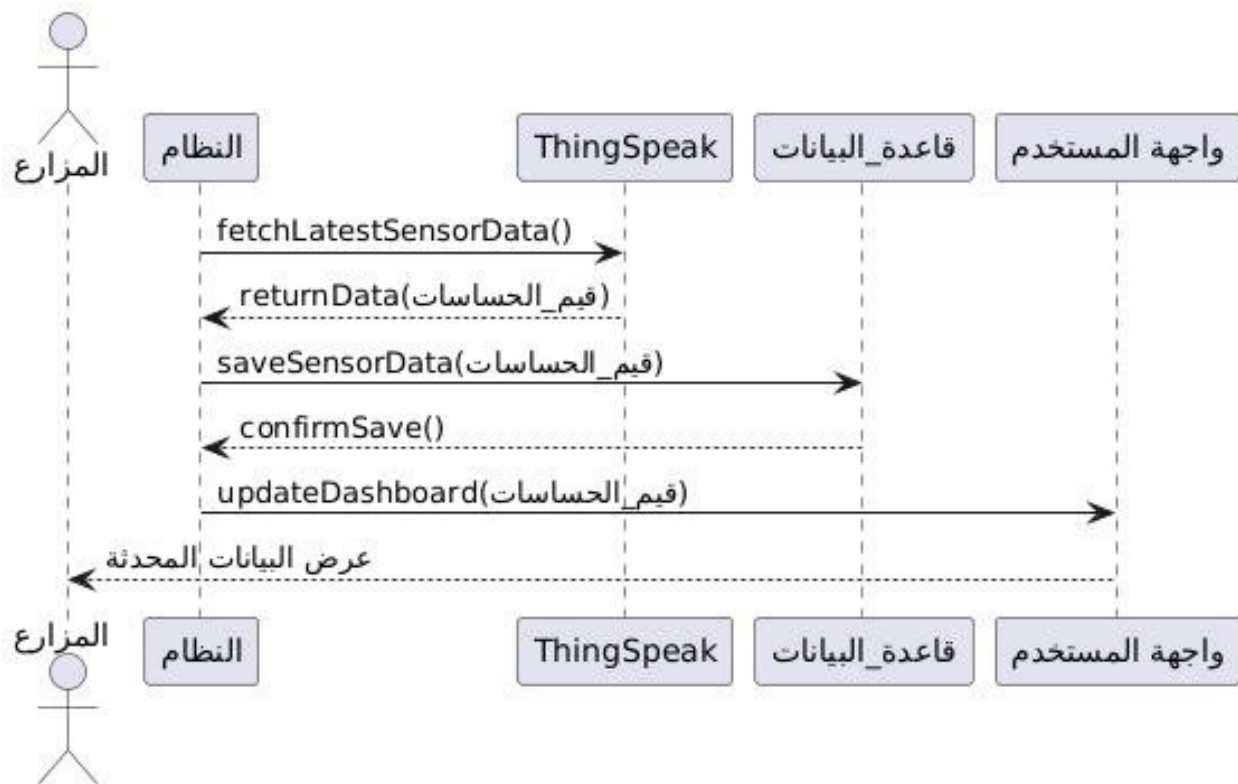 المزارع
النظام
ThingSpeak
قاعدة_البيانات
واجهة المستخدم
fetchLatestSensorData()
returnData(قيم_الحساسات)
saveSensorData(قيم_الحساسات)
confirmSave()
updateDashboard(قيم_الحساسات)
عرض البيانات المحدثة
المزارع
النظام
ThingSpeak
قاعدة_البيانات
واجهة المستخدم